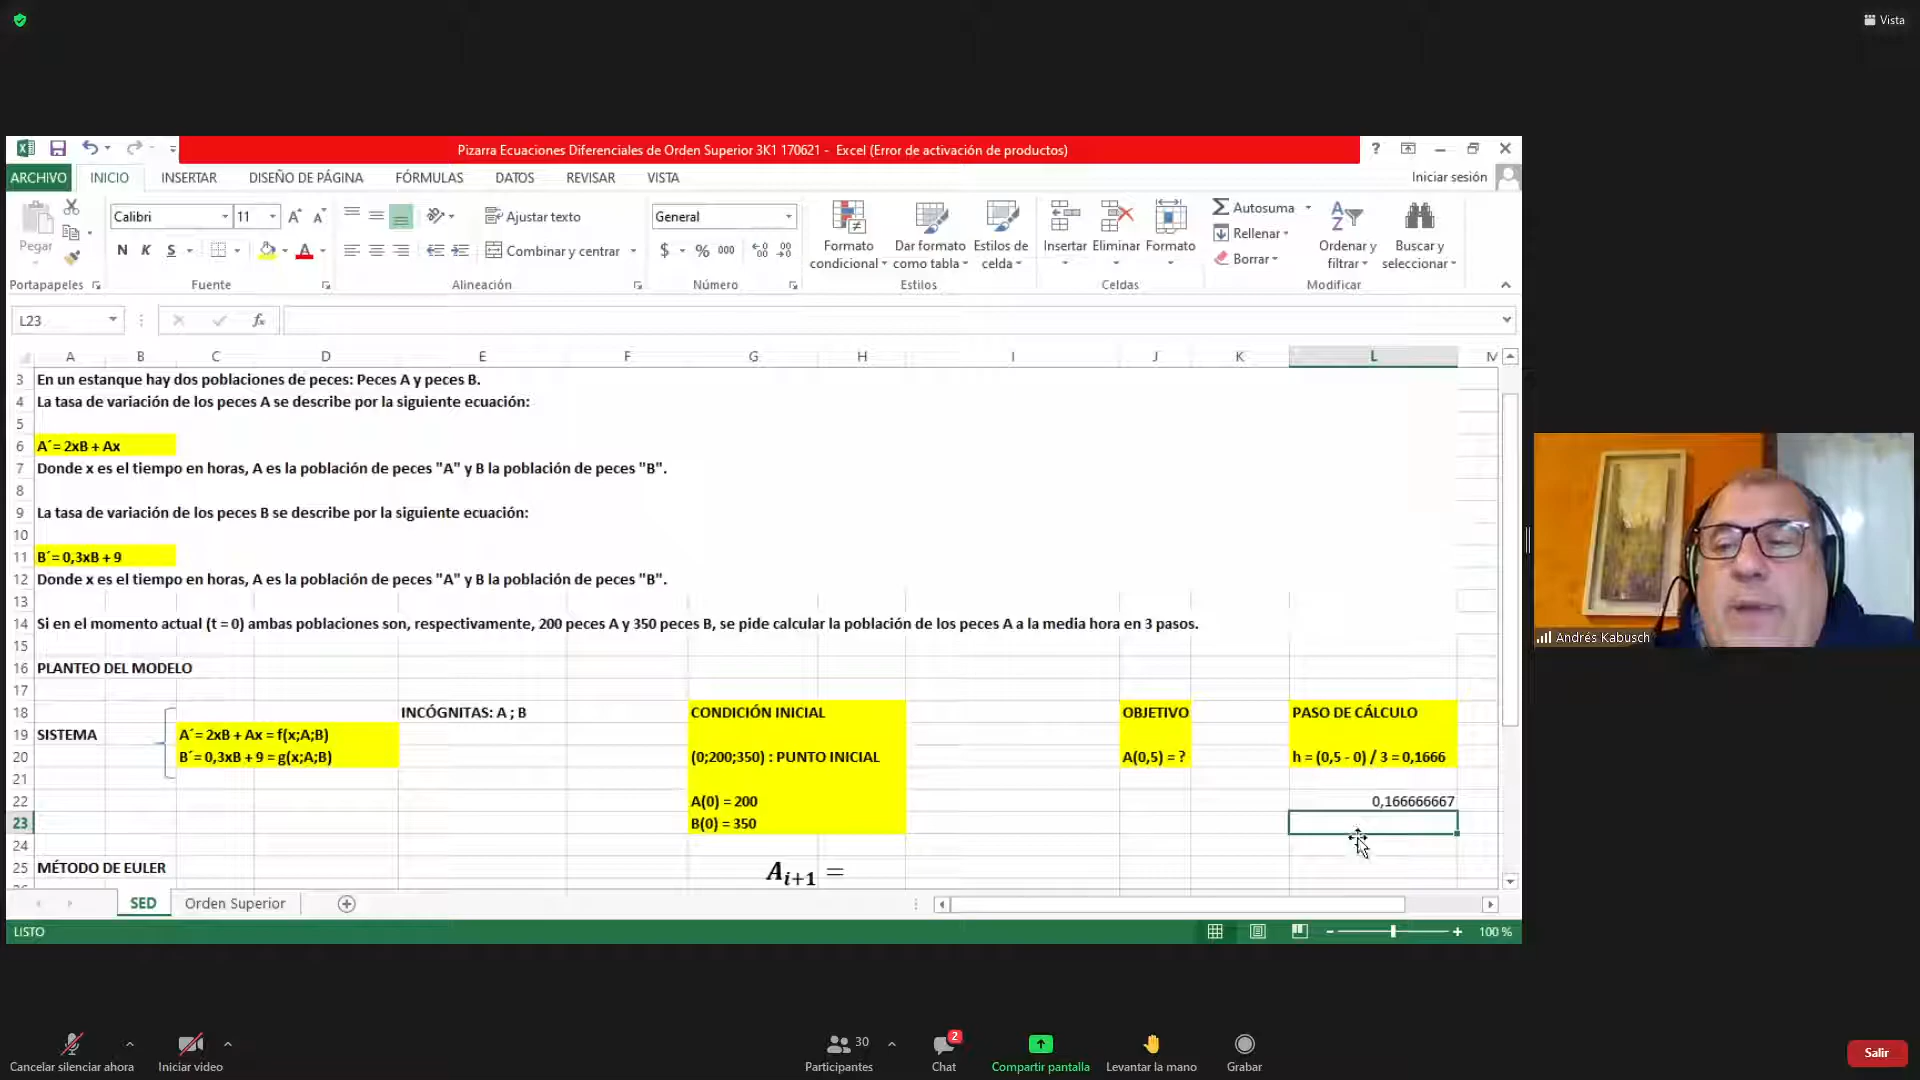 Vista
Pizarra Ecuaciones Diferenciales de Orden Superior 3K1 170621 - Excel (Error de activación de productos)
?
ARCHIVO INICIO INSERTAR DISEÑO DE PÁGINA FÓRMULAS DATOS REVISAR VISTA Iniciar sesión
Pegar
Calibri 11
N K S
Ajustar texto
Combinar y centrar
General
$ % 000
Formato condicional
Dar formato como tabla
Estilos de celda
Insertar Eliminar Formato
Autosuma
Rellenar
Borrar
Ordenar y filtrar
Buscar y seleccionar
Portapapeles Fuente Alineación Número Estilos Celdas Modificar
L23 fx
A B C D E F G H I J K L M
3 En un estanque hay dos poblaciones de peces: Peces A y peces B.
4 La tasa de variación de los peces A se describe por la siguiente ecuación:
5
6 A´= 2xB + Ax
7 Donde x es el tiempo en horas, A es la población de peces "A" y B la población de peces "B".
8
9 La tasa de variación de los peces B se describe por la siguiente ecuación:
10
11 B´= 0,3xB + 9
12 Donde x es el tiempo en horas, A es la población de peces "A" y B la población de peces "B".
13
14 Si en el momento actual (t = 0) ambas poblaciones son, respectivamente, 200 peces A y 350 peces B, se pide calcular la población de los peces A a la media hora en 3 pasos.
15
16 PLANTEO DEL MODELO
17
18 INCÓGNITAS: A ; B CONDICIÓN INICIAL OBJETIVO PASO DE CÁLCULO
19 SISTEMA A´= 2xB + Ax = f(x;A;B)
20 B´= 0,3xB + 9 = g(x;A;B) (0;200;350) : PUNTO INICIAL A(0,5) = ? h = (0,5 - 0) / 3 = 0,1666
21
22 A(0) = 200 0,166666667
23 B(0) = 350
24
25 MÉTODO DE EULER A i+1 =
SED Orden Superior
LISTO 100 %
Andrés Kabusch
Cancelar silenciar ahora
Iniciar video
30
Participantes
2
Chat
Compartir pantalla
Levantar la mano
Grabar
Salir